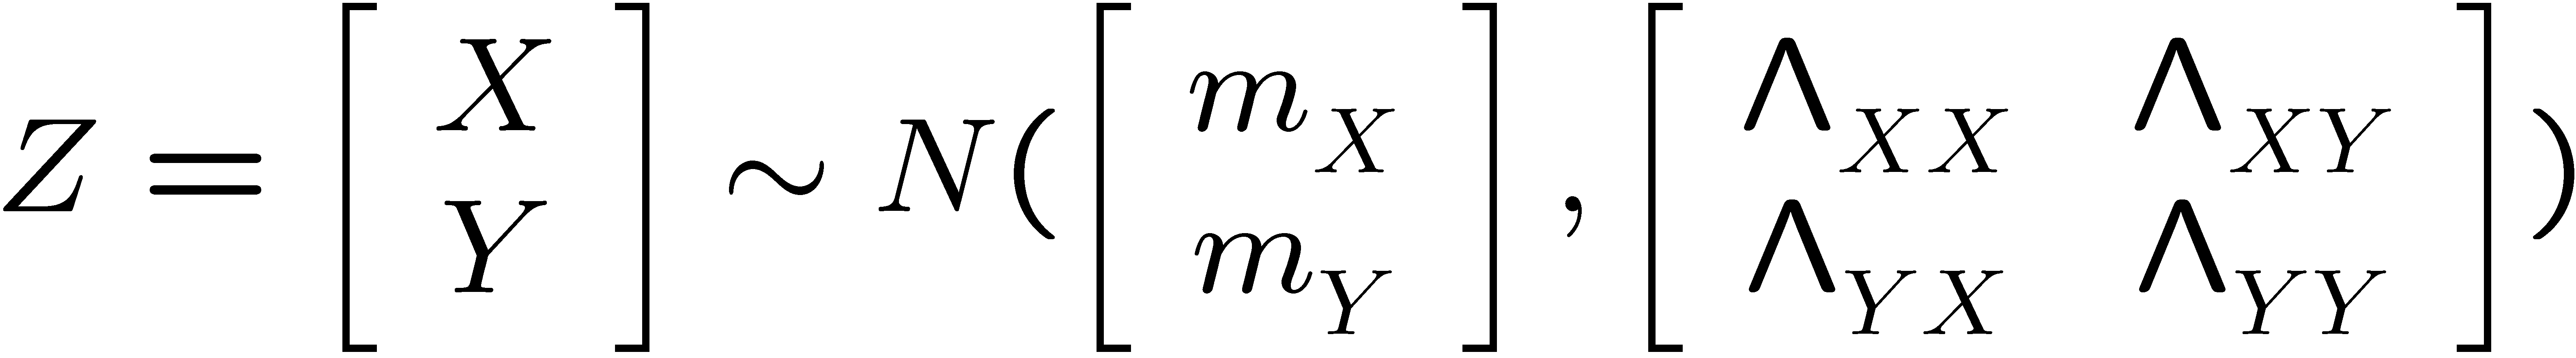 Z = [ X Y ] ∼ N( [ m_X m_Y ] , [ Λ_XX Λ_XY Λ_YX Λ_YY ] )